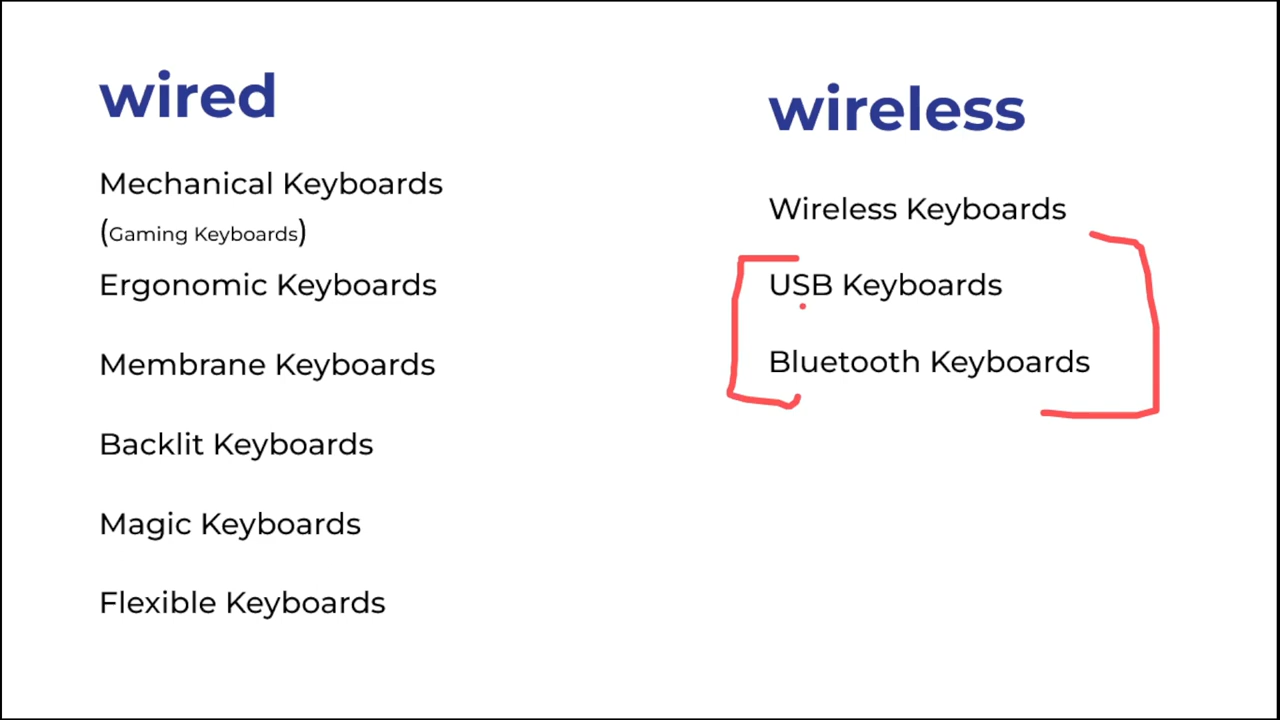 wired
Mechanical Keyboards
(Gaming Keyboards)
Ergonomic Keyboards
Membrane Keyboards
Backlit Keyboards
Magic Keyboards
Flexible Keyboards
wireless
Wireless Keyboards
USB Keyboards
Bluetooth Keyboards